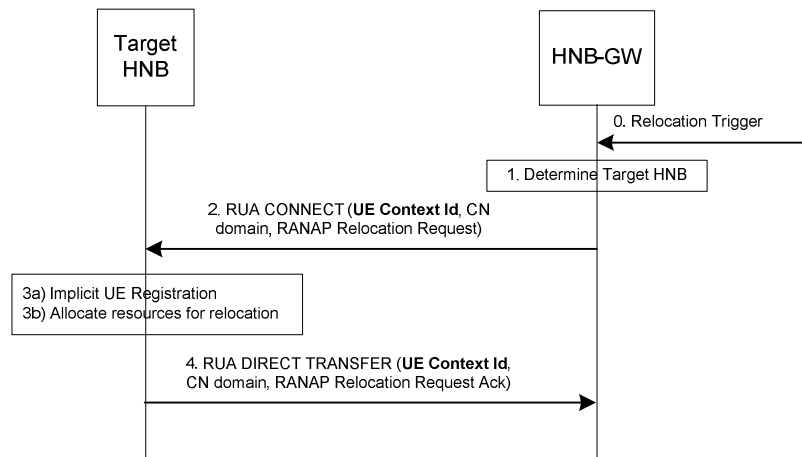 Target
HNB
HNB-GW
0. Relocation Trigger
1. Determine Target HNB
2. RUA CONNECT (UE Context Id, CN
domain, RANAP Relocation Request)
3a) Implicit UE Registration
3b) Allocate resources for relocation
4. RUA DIRECT TRANSFER (UE Context Id,
CN domain, RANAP Relocation Request Ack)